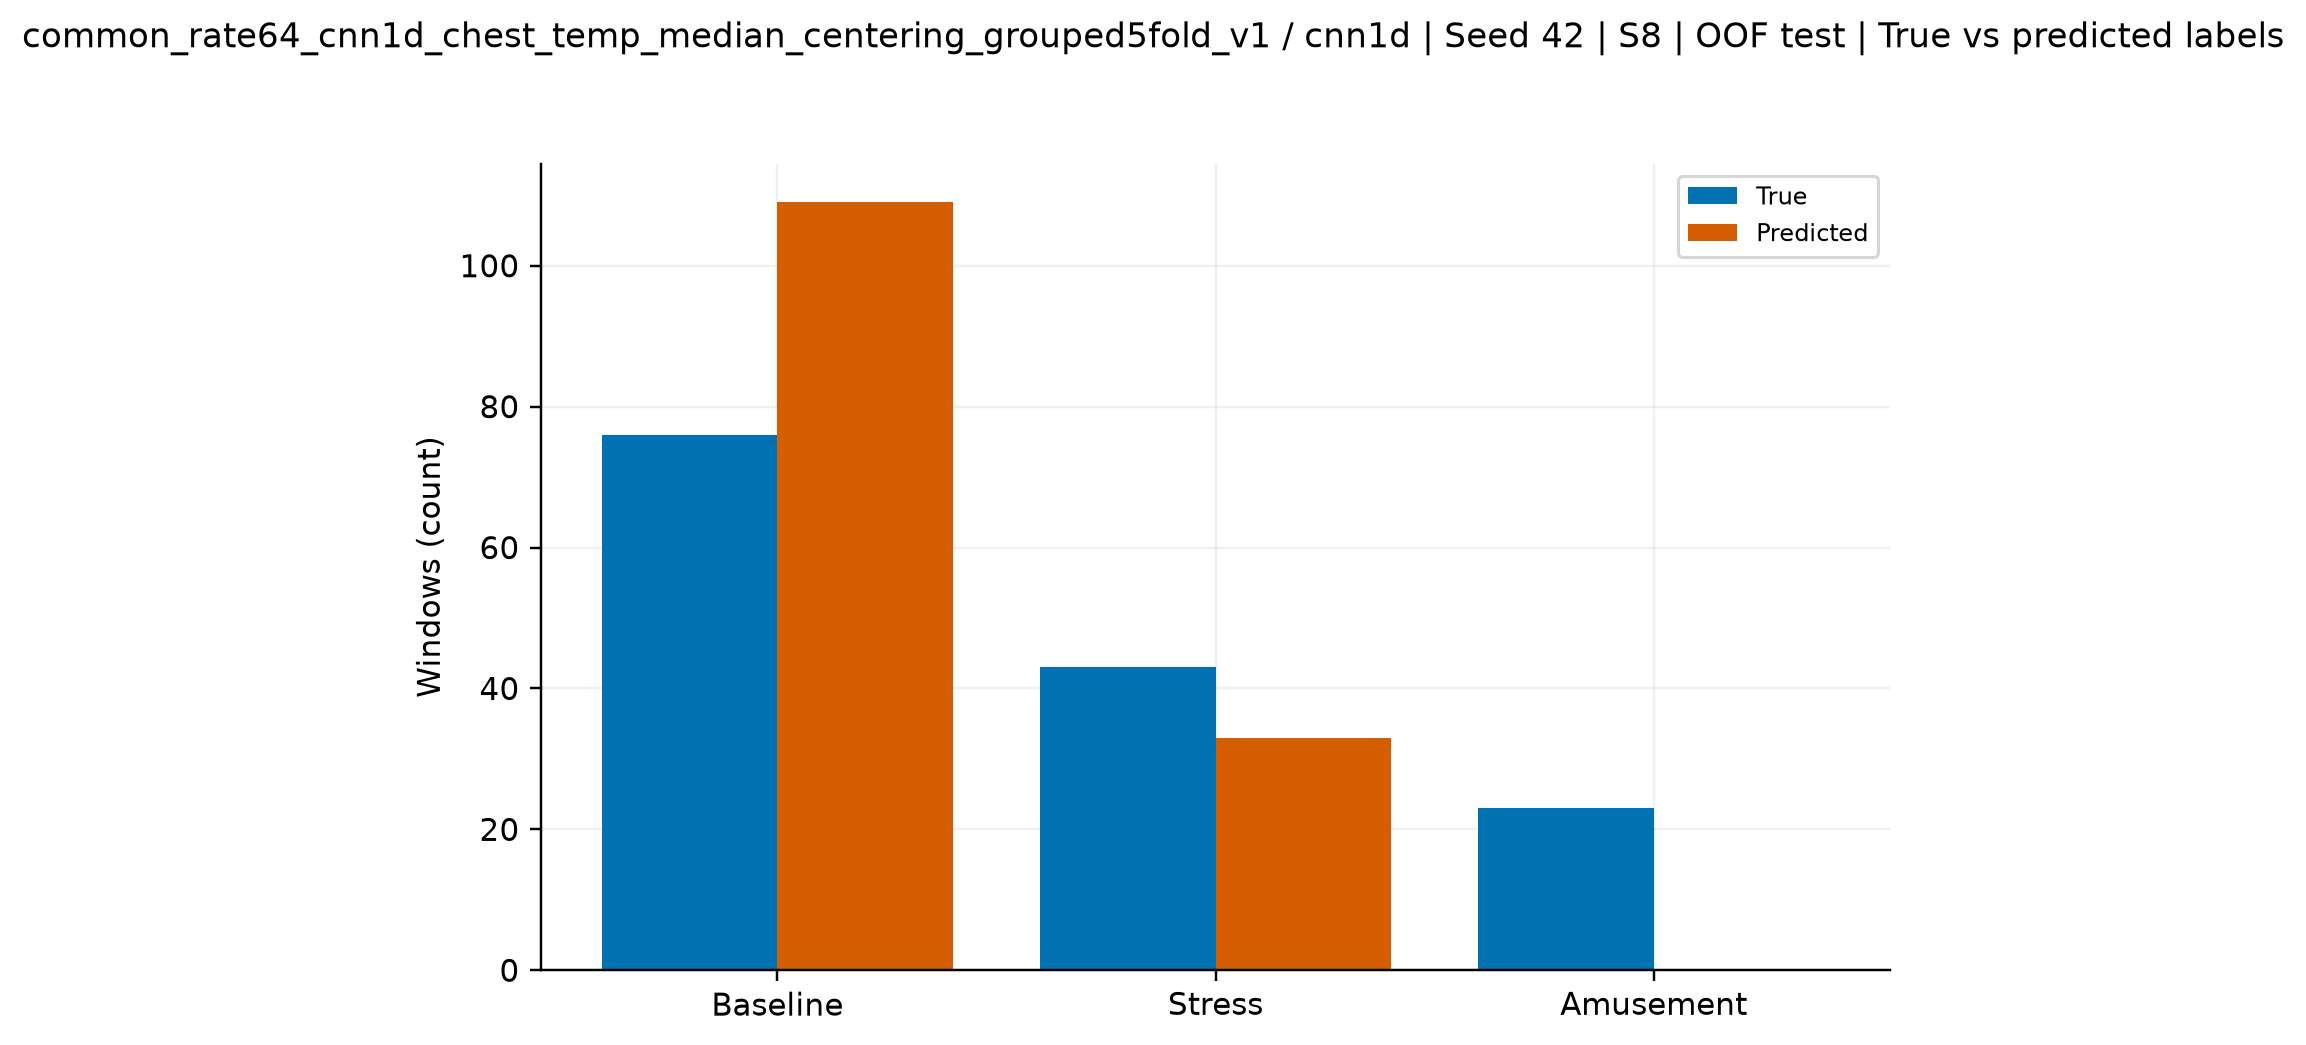 common_rate64_cnn1d_chest_temp_median_centering_grouped5fold_v1 / cnn1d | Seed 42 | S8 | OOF test | True vs predicted labels
True
Predicted
Windows (count)
100
80
60
40
20
0
Baseline
Stress
Amusement